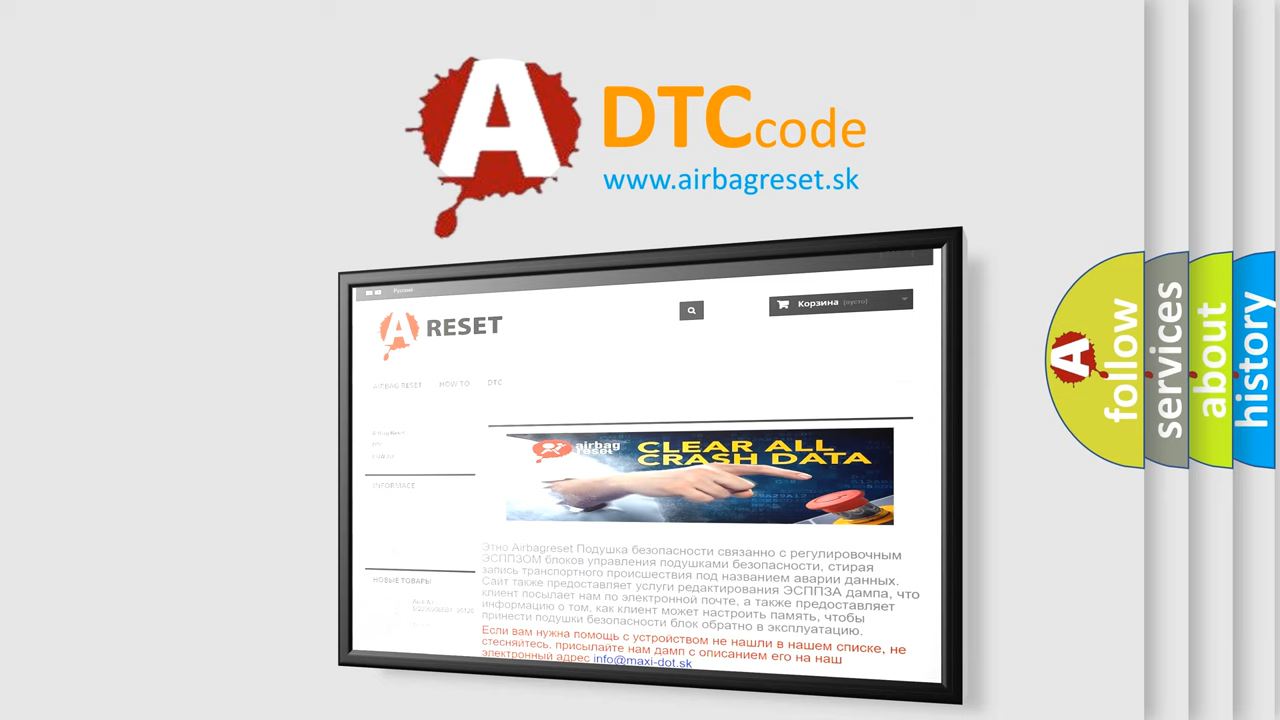 A
DTCcode
www.airbagreset.sk
Русский
A RESET
Корзина (пусто)
AIRBAG RESET HOW TO DTC
Airbag Reset
DTC
INFORMACE
airbag
reset
CLEAR ALL
CRASH DATA
Этно Airbagreset Подушка безопасности связанно с регулировочным
ЭСППЗОМ блоков управления подушками безопасности, стирая
запись транспортного происшествия под названием аварии данных.
Сайт также предоставляет услуги редактирования ЭСППЗА дампа, что
клиент посылает нам по электронной почте, а также предоставляет
информацию о том, как клиент может настроить память, чтобы
принести подушки безопасности блок обратно в эксплуатацию.
Если вам нужна помощь с устройством не нашли в нашем списке, не
стесняйтесь, присылайте нам дамп с описанием его на наш
электронный адрес info@maxi-dot.sk
НОВЫЕ ТОВАРЫ
A
follow
services
about
history